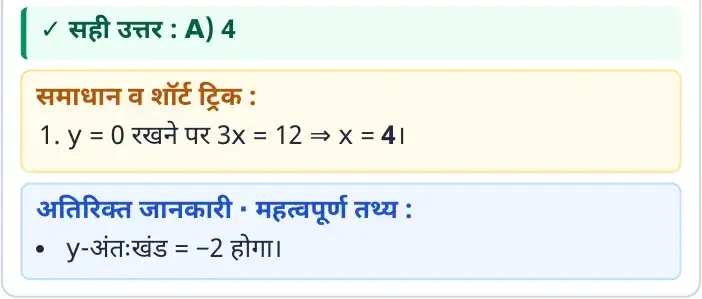 ✓ सही उत्तर : A) 4
समाधान व शॉर्ट ट्रिक :
1. y = 0 रखने पर 3x = 12 ⇒ x = 4।
अतिरिक्त जानकारी · महत्वपूर्ण तथ्य :
• y-अंतःखंड = −2 होगा।